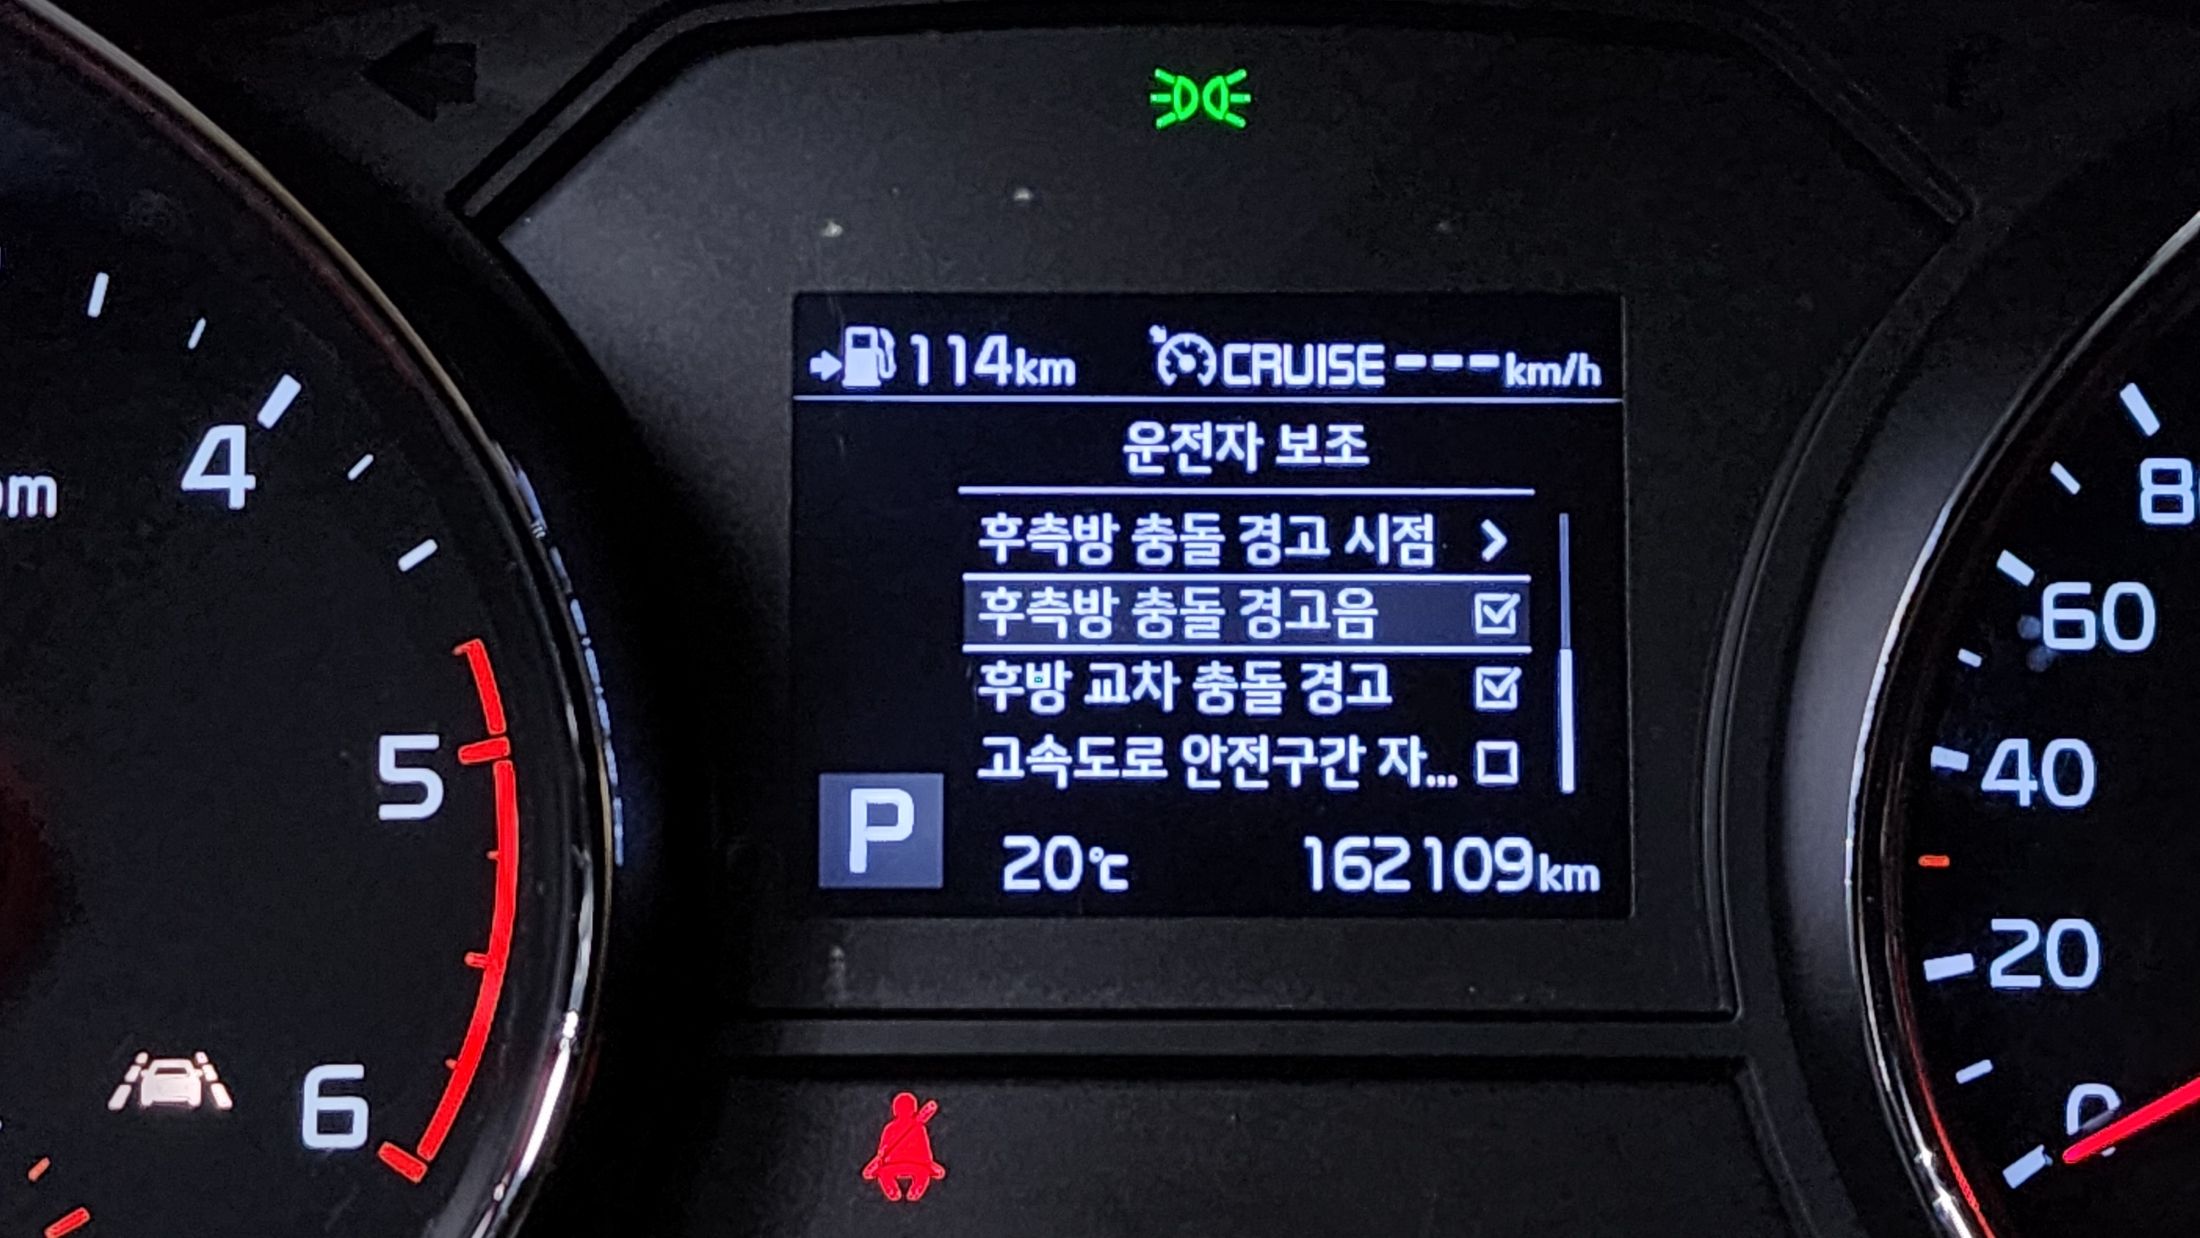 114km CRUISE ---km/h
운전자 보조
후측방 충돌 경고 시점
후측방 충돌 경고음
후방 교차 충돌 경고
고속도로 안전구간 자...
P
20℃ 162109km
4
5
6
80
60
40
20
0